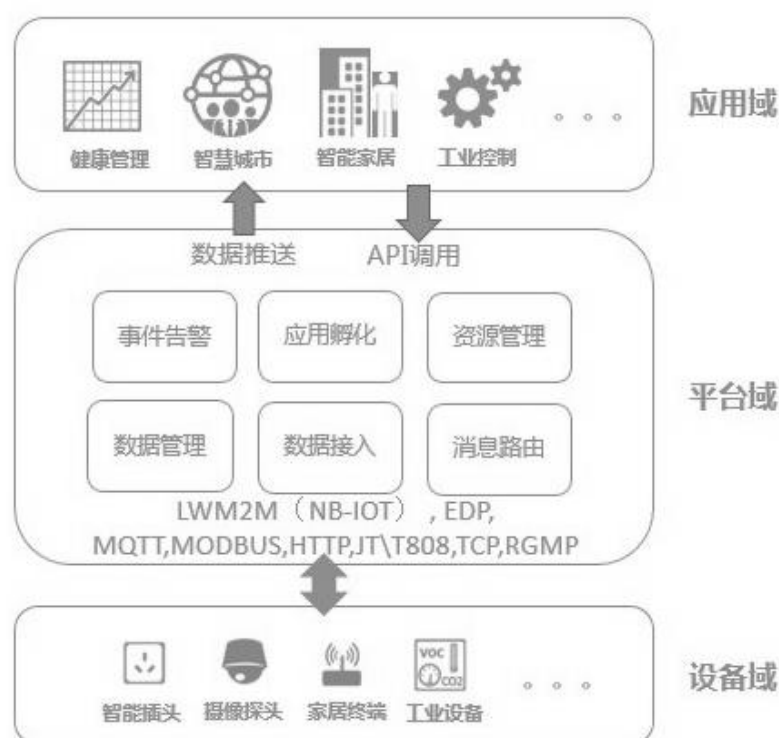 健康管理 智慧城市 智能家居 工业控制 。。。
应用域
数据推送 API调用
事件告警 应用孵化 资源管理
平台域
数据管理 数据接入 消息路由
LWM2M（NB-IOT）,EDP,
MQTT,MODBUS,HTTP,JT\T808,TCP,RGMP
VOC
CO2
设备域
智能插头 摄像探头 家居终端 工业设备 。。。